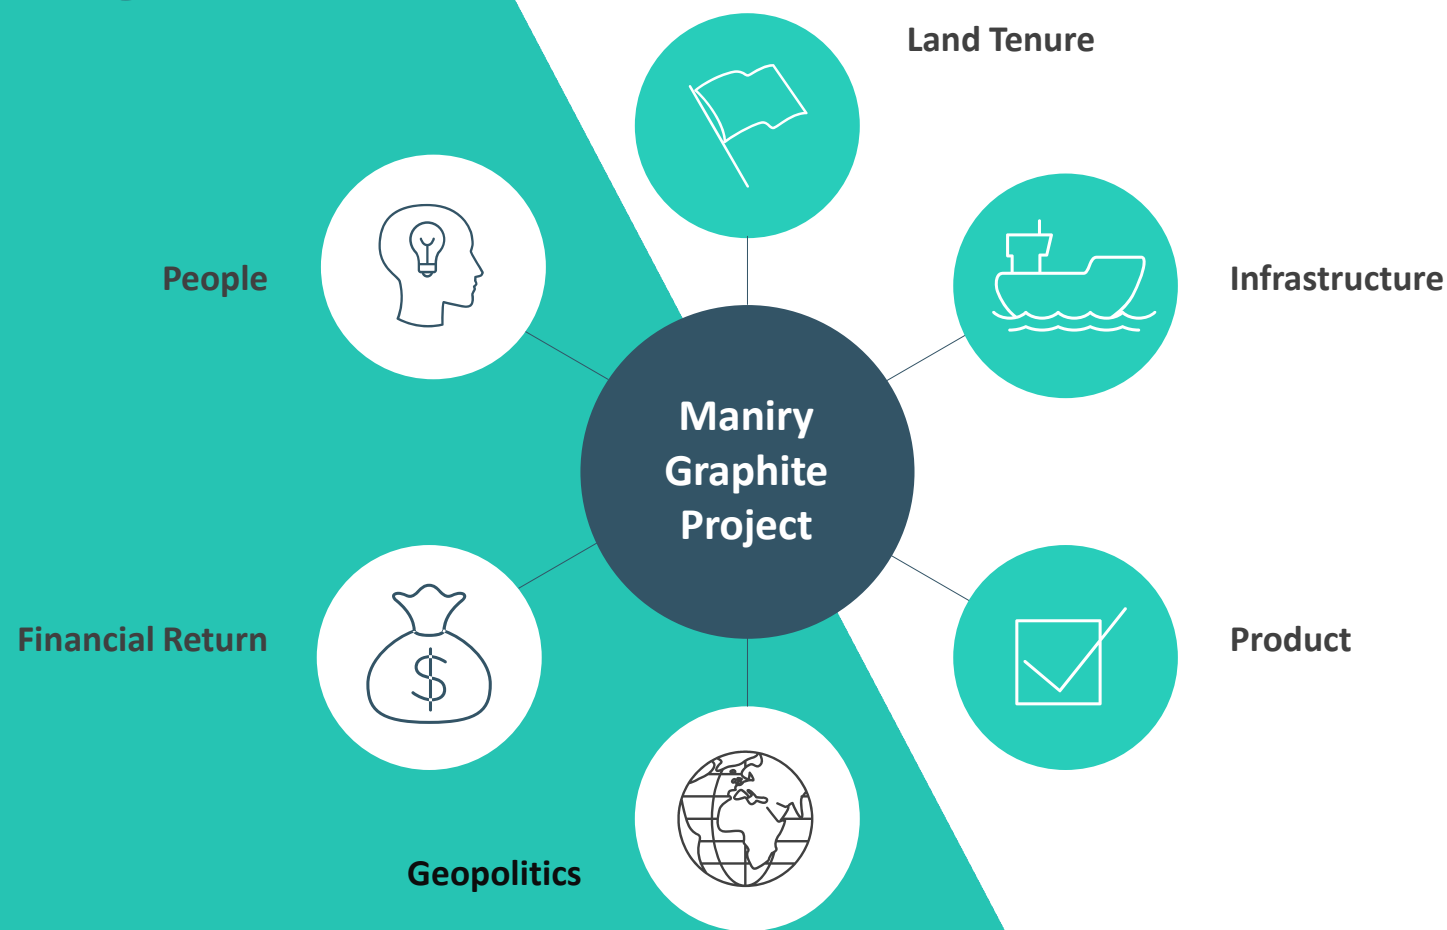 Land Tenure
People
Infrastructure
Maniry
Graphite
Project
Financial Return
$
Product
Geopolitics